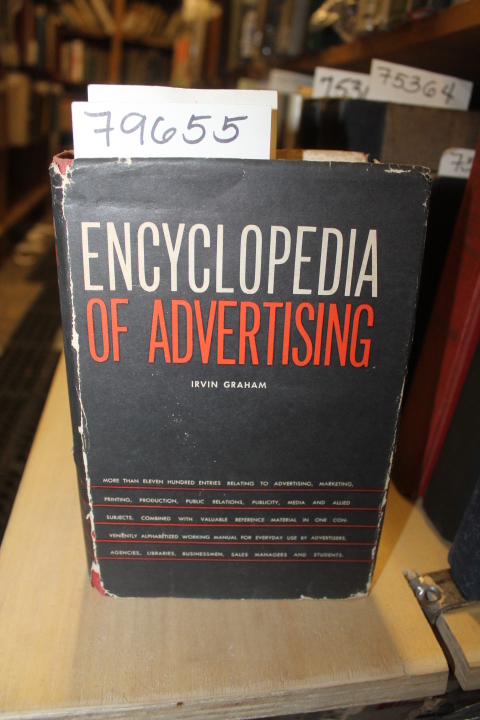 75364
7531
79655
ENCYCLOPEDIA
OF ADVERTISING
IRVIN GRAHAM
MORE THAN ELEVEN HUNDRED ENTRIES RELATING TO ADVERTISING, MARKETING,
PRINTING, PRODUCTION, PUBLIC RELATIONS, PUBLICITY, MEDIA AND ALLIED
SUBJECTS, COMBINED WITH VALUABLE REFERENCE MATERIAL IN ONE CON-
VENIENTLY ALPHABETIZED WORKING MANUAL FOR EVERYDAY USE BY ADVERTISERS,
AGENCIES, LIBRARIES, BUSINESSMEN, SALES MANAGERS AND STUDENTS.